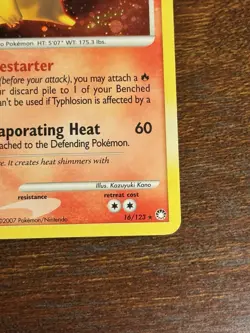 o Pokémon HT: 5'07" WT: 175.3 lbs.
estarter
(before your attack), you may attach a
r discard pile to 1 of your Benched
an't be used if Typhlosion is affected by a
aporating Heat 60
ttached to the Defending Pokémon.
e, it creates heat shimmers with
Illus. Kazuyuki Kano
resistance retreat cost
©2007 Pokémon/Nintendo 16/123 ★